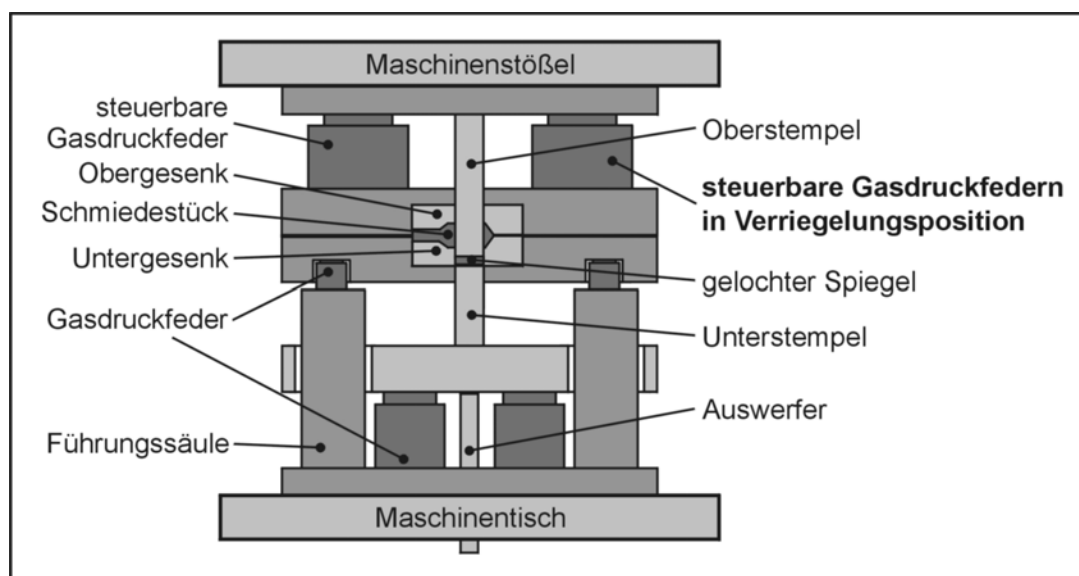 Maschinenstößel
steuerbare
Gasdruckfeder
Obergesenk
Schmiedestück
Untergesenk
Gasdruckfeder
Führungssäule
Oberstempel
steuerbare Gasdruckfedern
in Verriegelungsposition
gelochter Spiegel
Unterstempel
Auswerfer
Maschinentisch